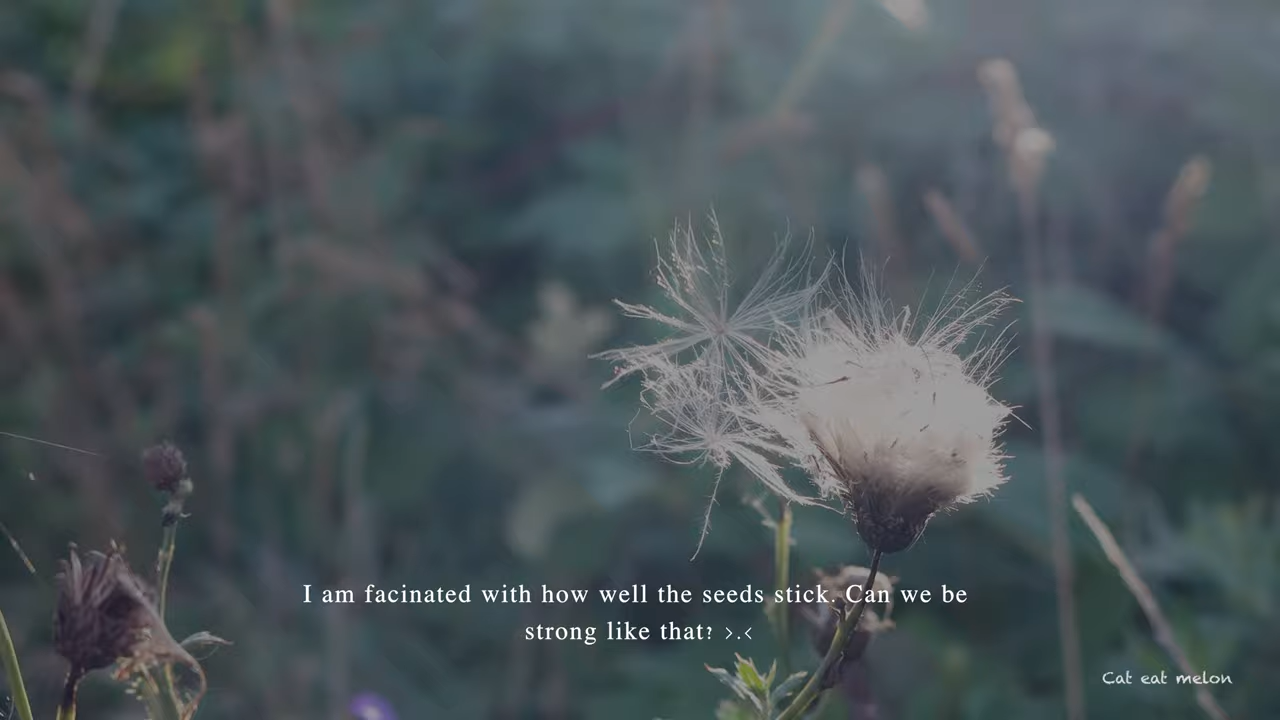 I am facinated with how well the seeds stick. Can we be
strong like that? >.<
Cat eat melon